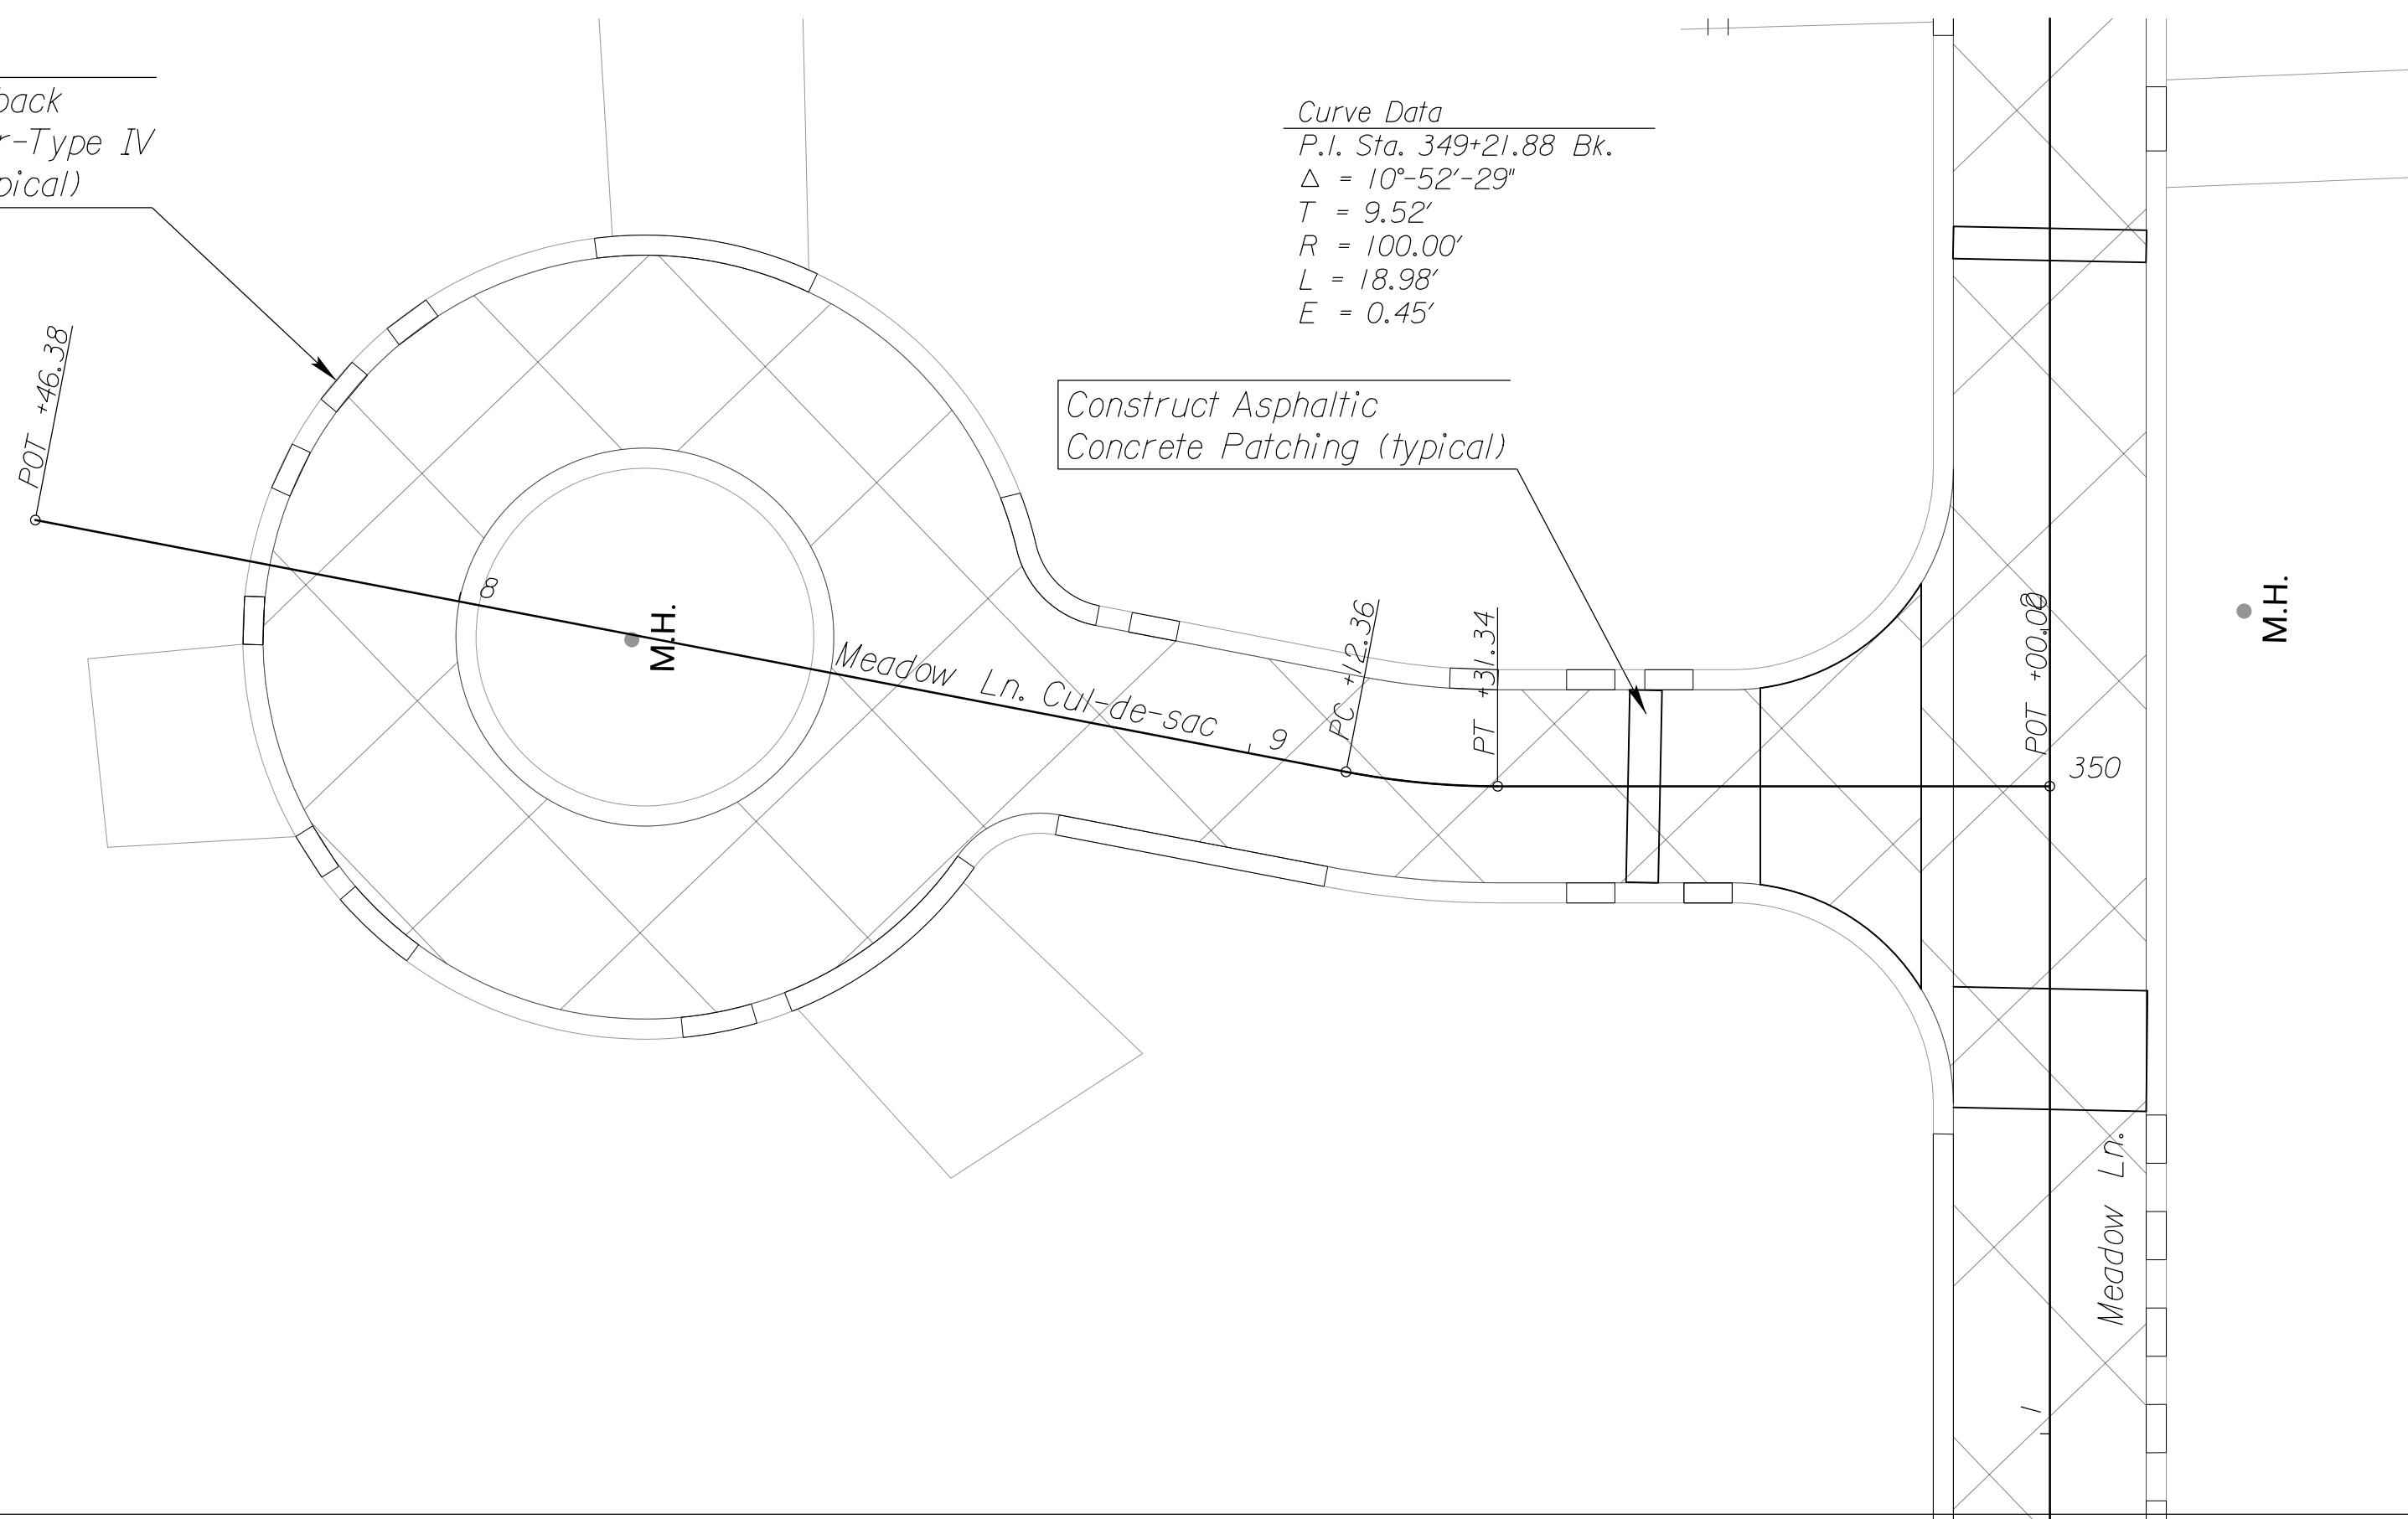 back
r-Type IV
pical)
Curve Data
P.I. Sta. 349+21.88 Bk.
Δ = 10°-52'-29"
T = 9.52'
R = 100.00'
L = 18.98'
E = 0.45'
POT +46.38
Construct Asphaltic
Concrete Patching (typical)
8
M.H.
Meadow Ln. Cul-de-sac
9
PC +12.36
PT +31.34
POT +00.02
350
M.H.
Meadow Ln.
1